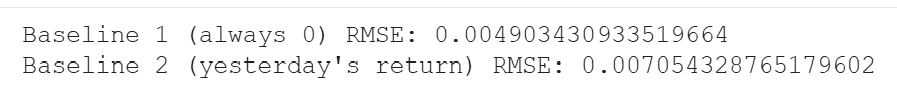 Baseline 1 (always 0) RMSE: 0.004903430933519664
Baseline 2 (yesterday's return) RMSE: 0.007054328765179602